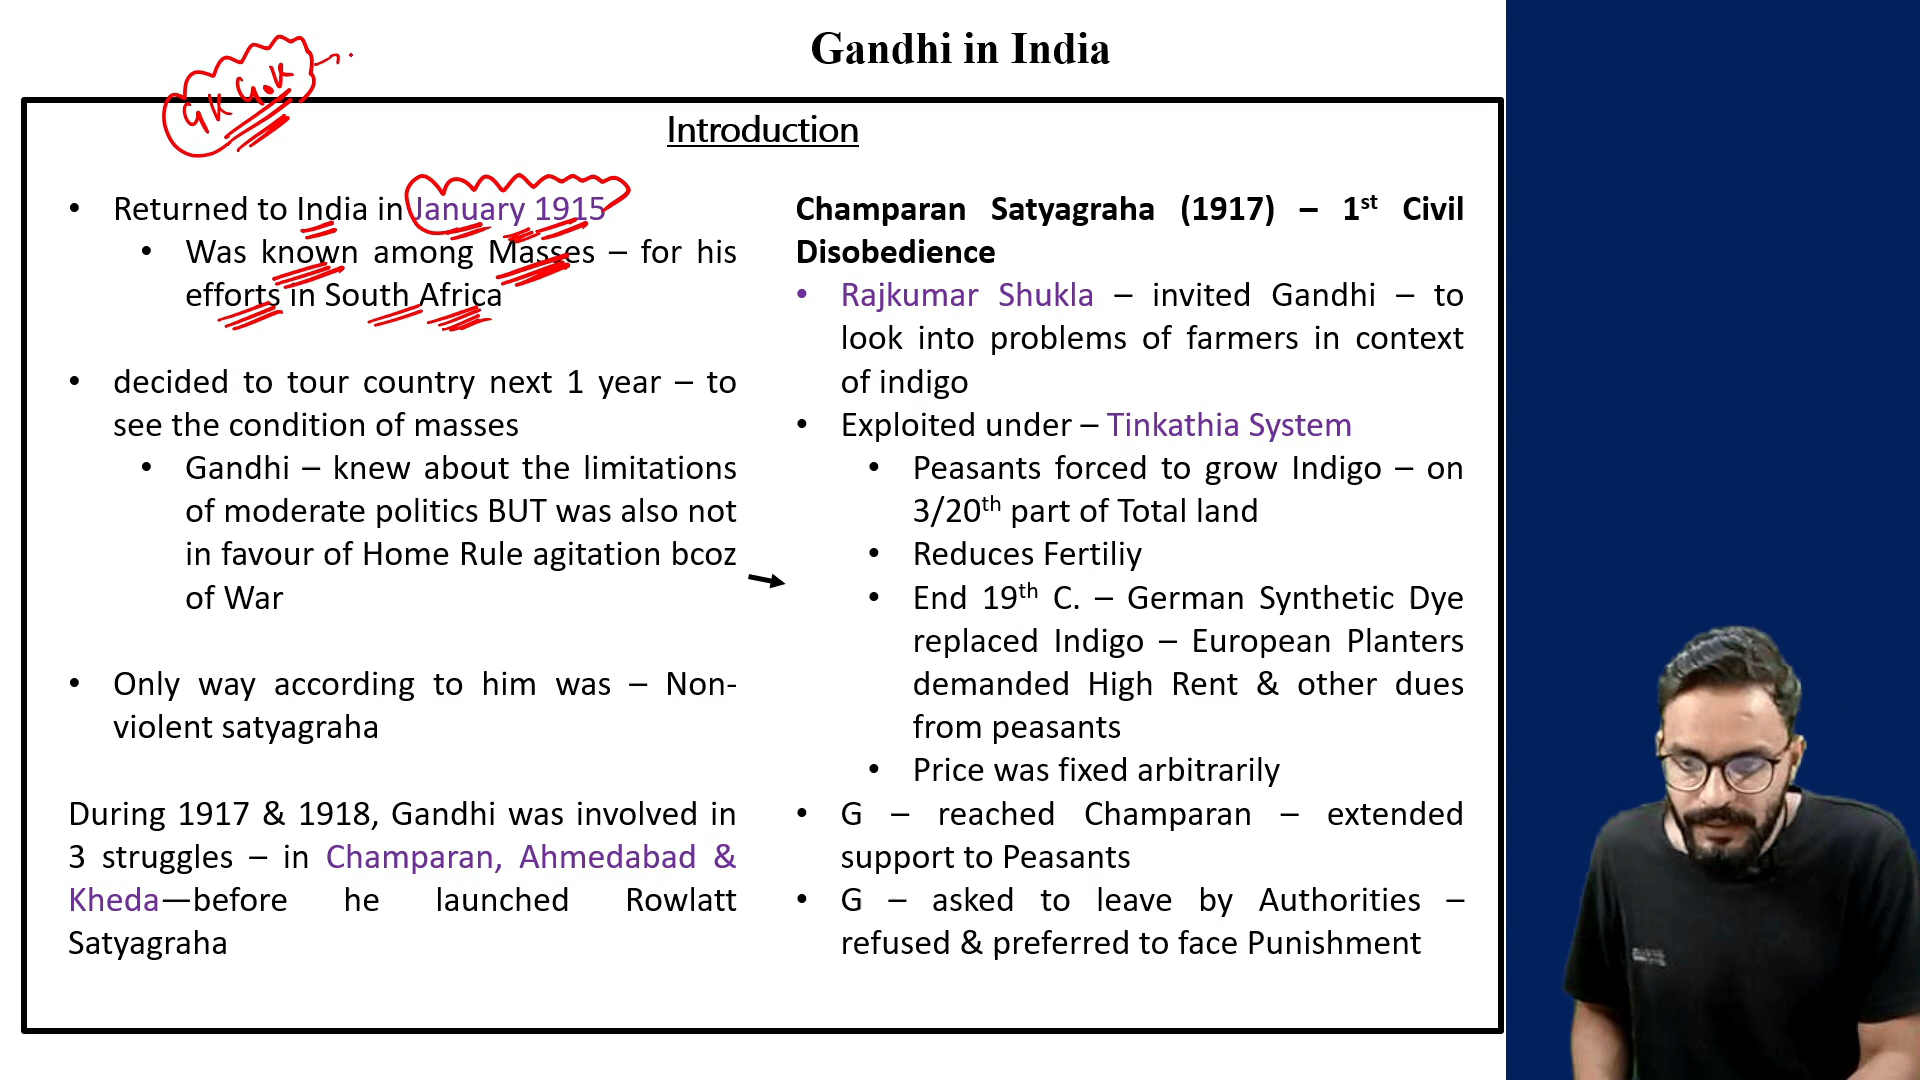 Gandhi in India
GK GoK
Introduction
• Returned to India in January 1915
• Was known among Masses – for his
efforts in South Africa
• decided to tour country next 1 year – to
see the condition of masses
• Gandhi – knew about the limitations
of moderate politics BUT was also not
in favour of Home Rule agitation bcoz
of War
• Only way according to him was – Non-
violent satyagraha
During 1917 & 1918, Gandhi was involved in
3 struggles – in Champaran, Ahmedabad &
Kheda—before he launched Rowlatt
Satyagraha
Champaran Satyagraha (1917) – 1st Civil
Disobedience
• Rajkumar Shukla – invited Gandhi – to
look into problems of farmers in context
of indigo
• Exploited under – Tinkathia System
• Peasants forced to grow Indigo – on
3/20th part of Total land
• Reduces Fertiliy
• End 19th C. – German Synthetic Dye
replaced Indigo – European Planters
demanded High Rent & other dues
from peasants
• Price was fixed arbitrarily
• G – reached Champaran – extended
support to Peasants
• G – asked to leave by Authorities –
refused & preferred to face Punishment